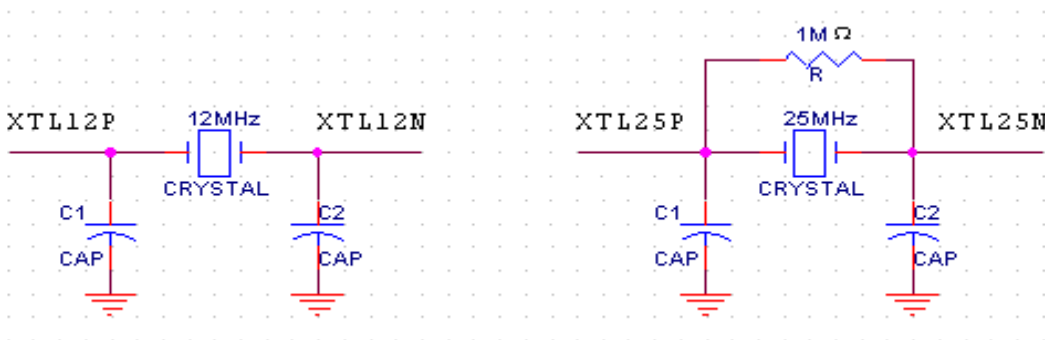 1MΩ
R
XTL12P 12MHz XTL12N
XTL25P 25MHz XTL25N
CRYSTAL
CRYSTAL
C1 C2
C1 C2
CAP CAP
CAP CAP